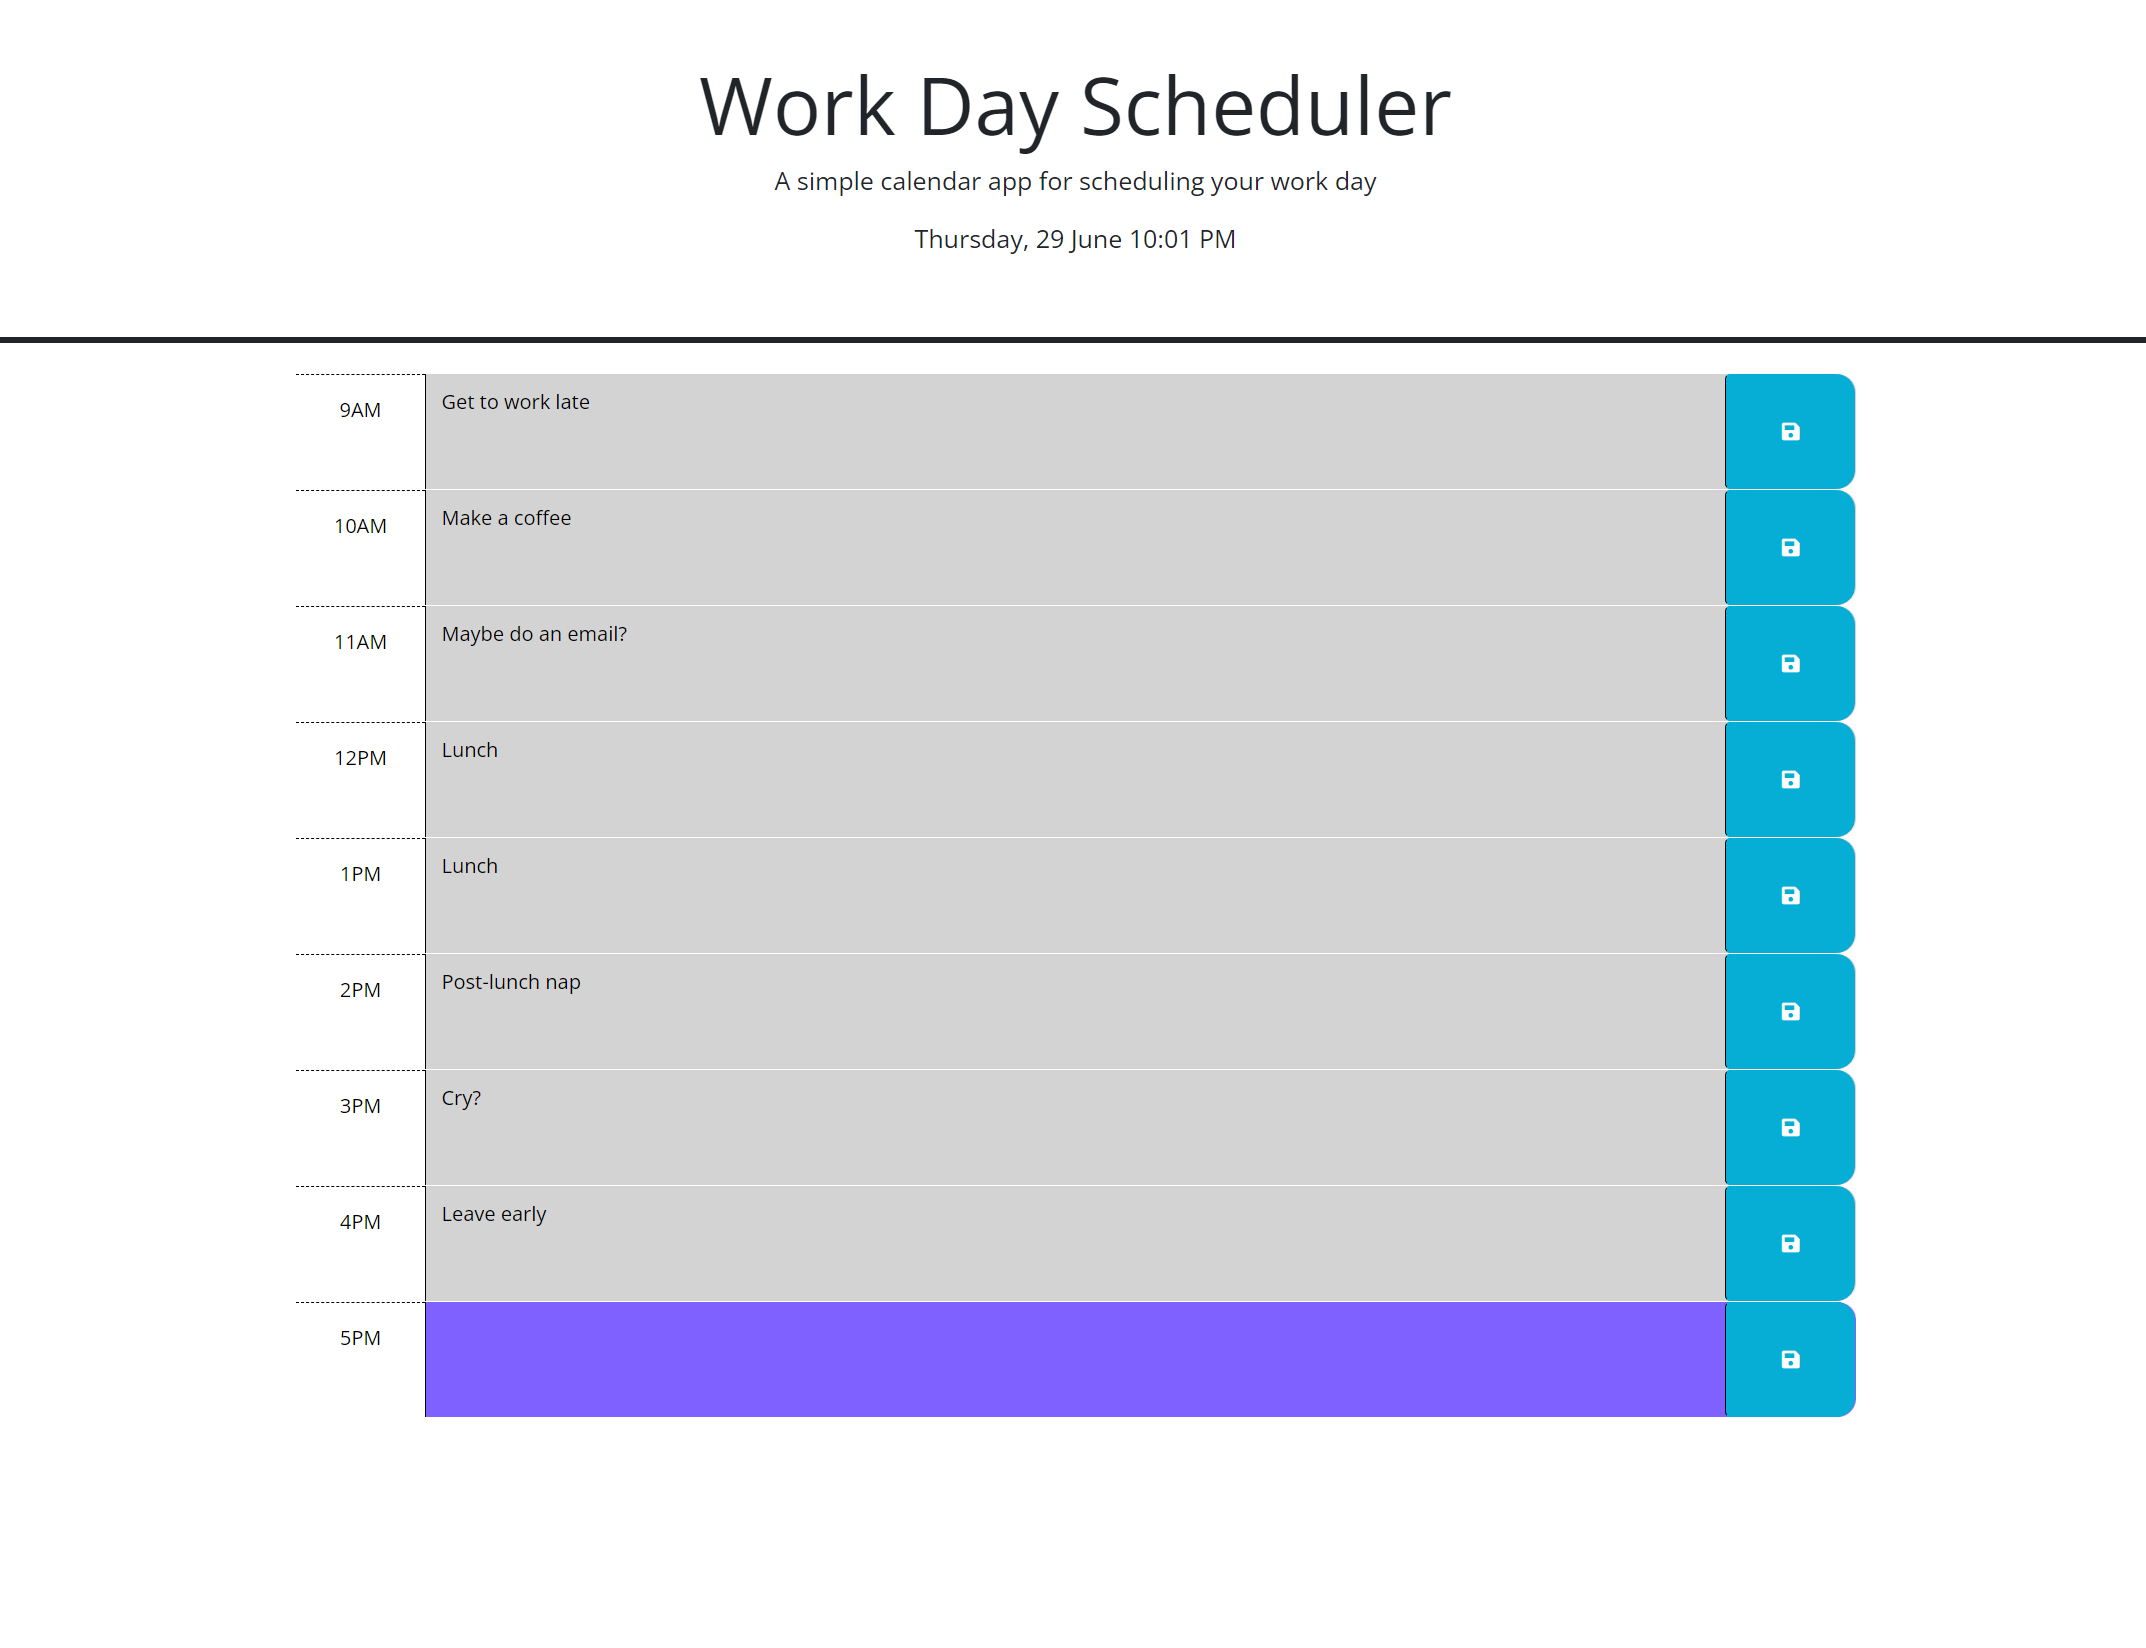 Work Day Scheduler
A simple calendar app for scheduling your work day
Thursday, 29 June 10:01 PM
9AM Get to work late
10AM Make a coffee
11AM Maybe do an email?
12PM Lunch
1PM Lunch
2PM Post-lunch nap
3PM Cry?
4PM Leave early
5PM